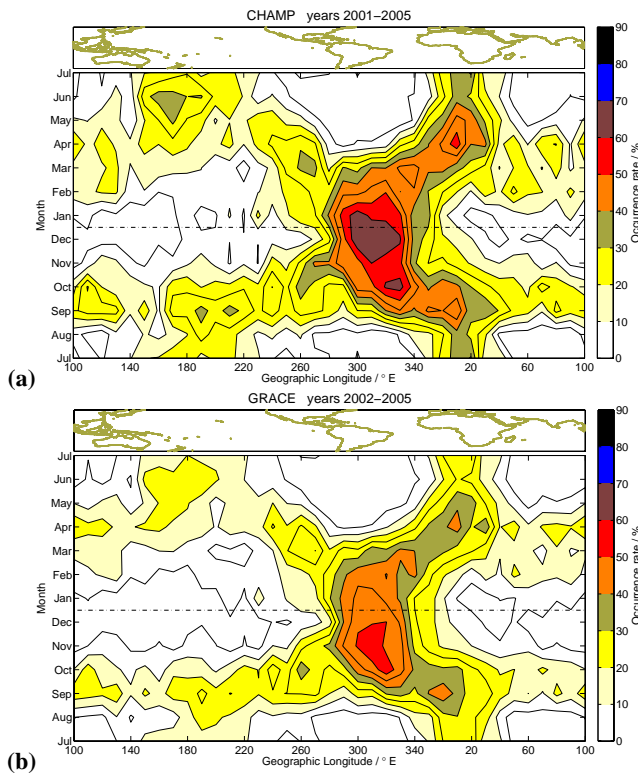 CHAMP years 2001−2005
90
80
70
60
50
40
30
20
10
0
Occurrence rate / %
Jul
Jun
May
Apr
Mar
Feb
Jan
Dec
Nov
Oct
Sep
Aug
Jul
Month
100 140 180 220 260 300 340 20 60 100
Geographic Longitude / ° E
(a)
GRACE years 2002−2005
90
80
70
60
50
40
30
20
10
0
Occurrence rate / %
Jul
Jun
May
Apr
Mar
Feb
Jan
Dec
Nov
Oct
Sep
Aug
Jul
Month
100 140 180 220 260 300 340 20 60 100
Geographic Longitude / ° E
(b)